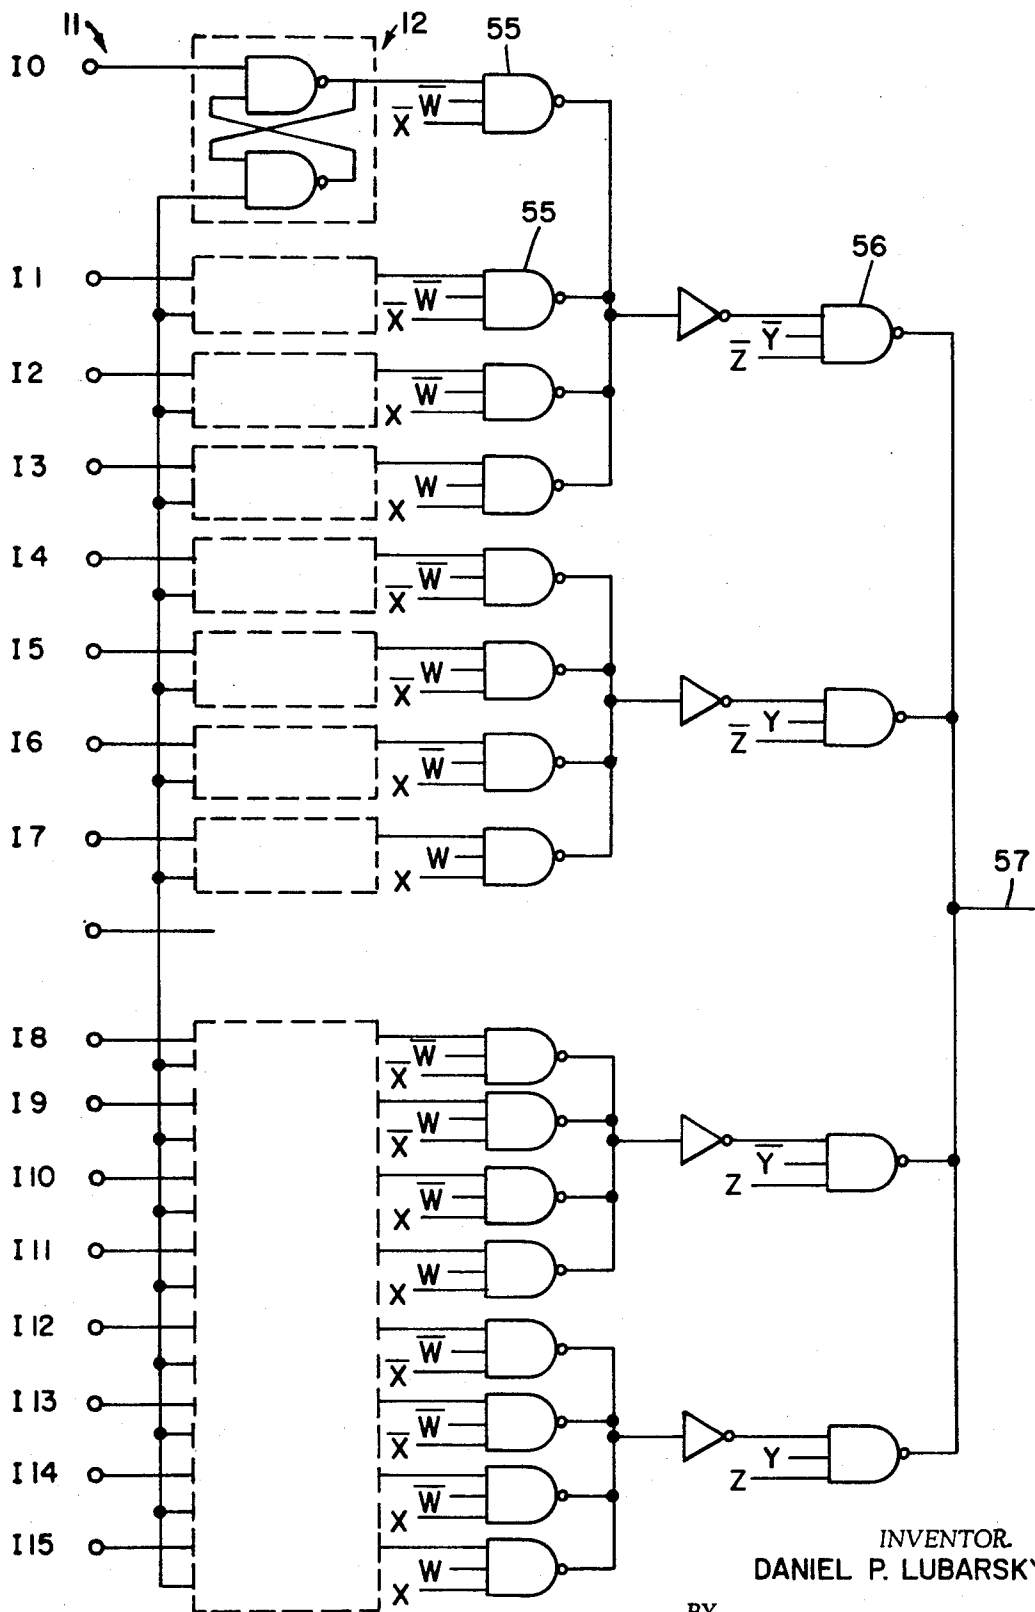 11 12 55
I0
W̅
X̅
55
I1 W̅
X̅
56
Y̅
Z̅
I2 W̅
X
I3 W
X
I4 W̅
X̅
I5 W
X̅
Y
Z̅
I6 W̅
X
I7 W
X
57
I8 W̅
X̅
I9 W
X̅
Y̅
Z
I10 W̅
X
I11 W
X
I12 W̅
X̅
I13 W̅
X̅
Y
Z
I14 W̅
X
I15 W
X
INVENTOR.
DANIEL P. LUBARSKY
BY